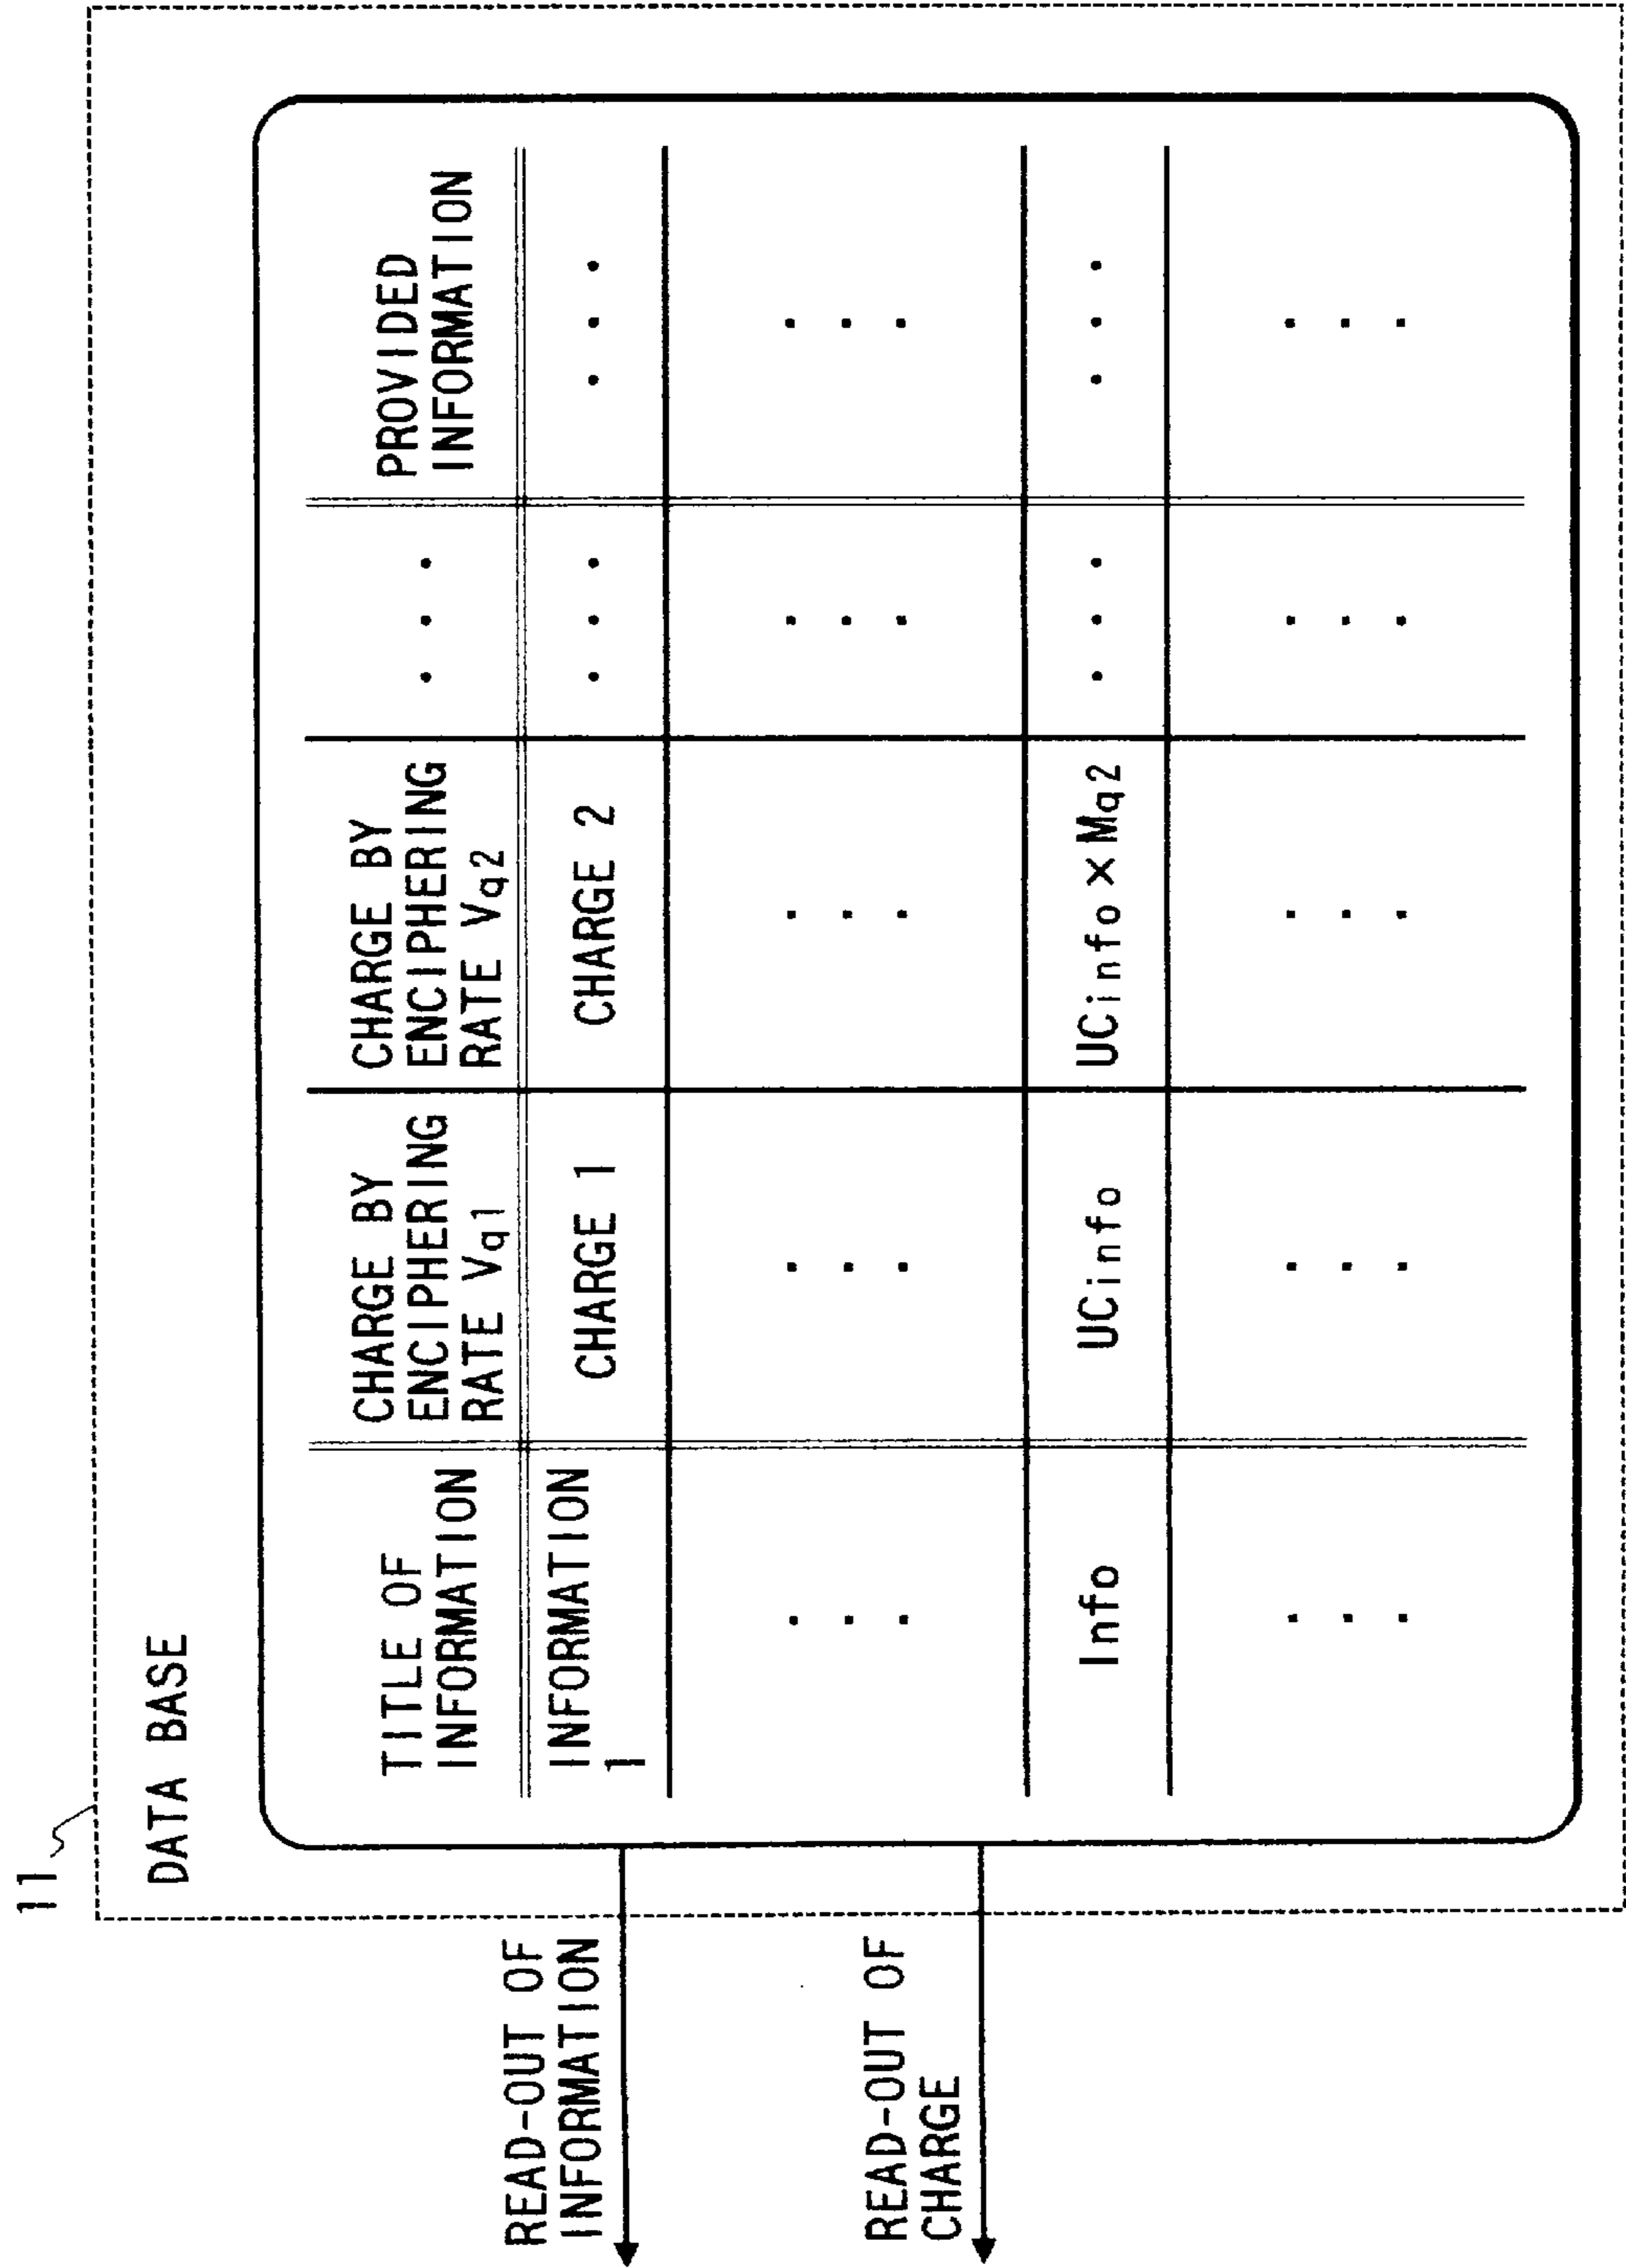 11
DATA BASE
TITLE OF
INFORMATION
CHARGE BY
ENCIPHERING
RATE Vq1
CHARGE BY
ENCIPHERING
RATE Vq2
. . .
PROVIDED
INFORMATION
INFORMATION
1
CHARGE 1
CHARGE 2
. . .
. . .
. . .
. . .
. . .
. . .
. . .
Info
UCinfo
UCinfo×Mq2
. . .
. . .
. . .
. . .
. . .
. . .
. . .
READ-OUT OF
INFORMATION
READ-OUT OF
CHARGE